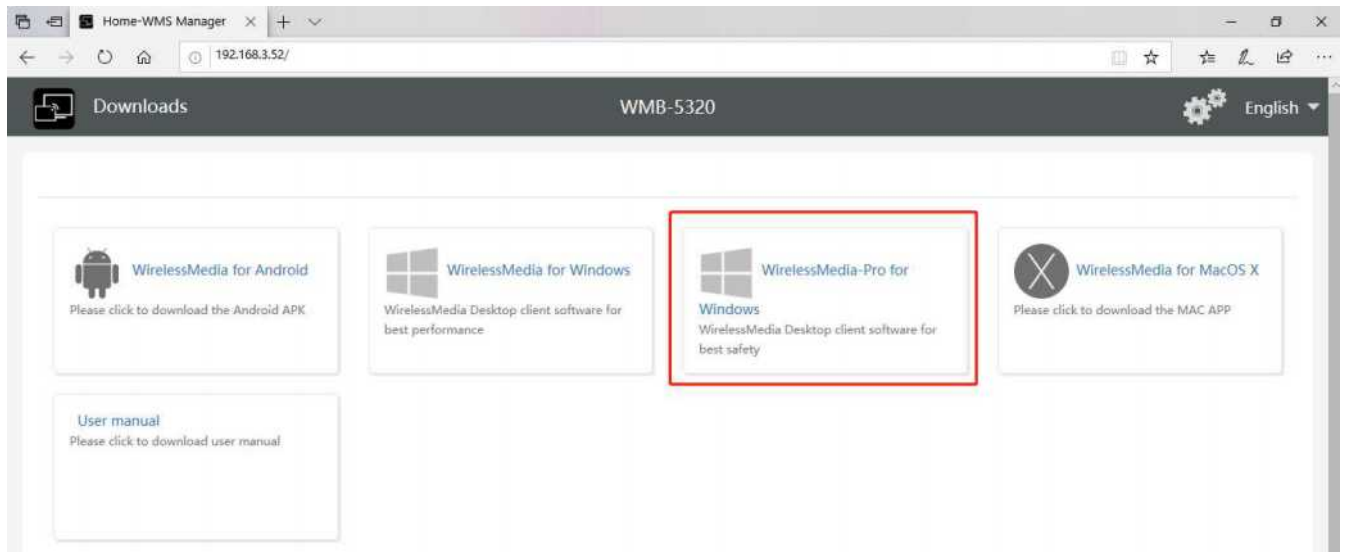 Home-WMS Manager
192.168.3.52/
Downloads
WMB-5320
English
WirelessMedia for Android
Please click to download the Android APK
WirelessMedia for Windows
WirelessMedia Desktop client software for
best performance
WirelessMedia-Pro for
Windows
WirelessMedia Desktop client software for
best safety
WirelessMedia for MacOS X
Please click to download the MAC APP
User manual
Please click to download user manual